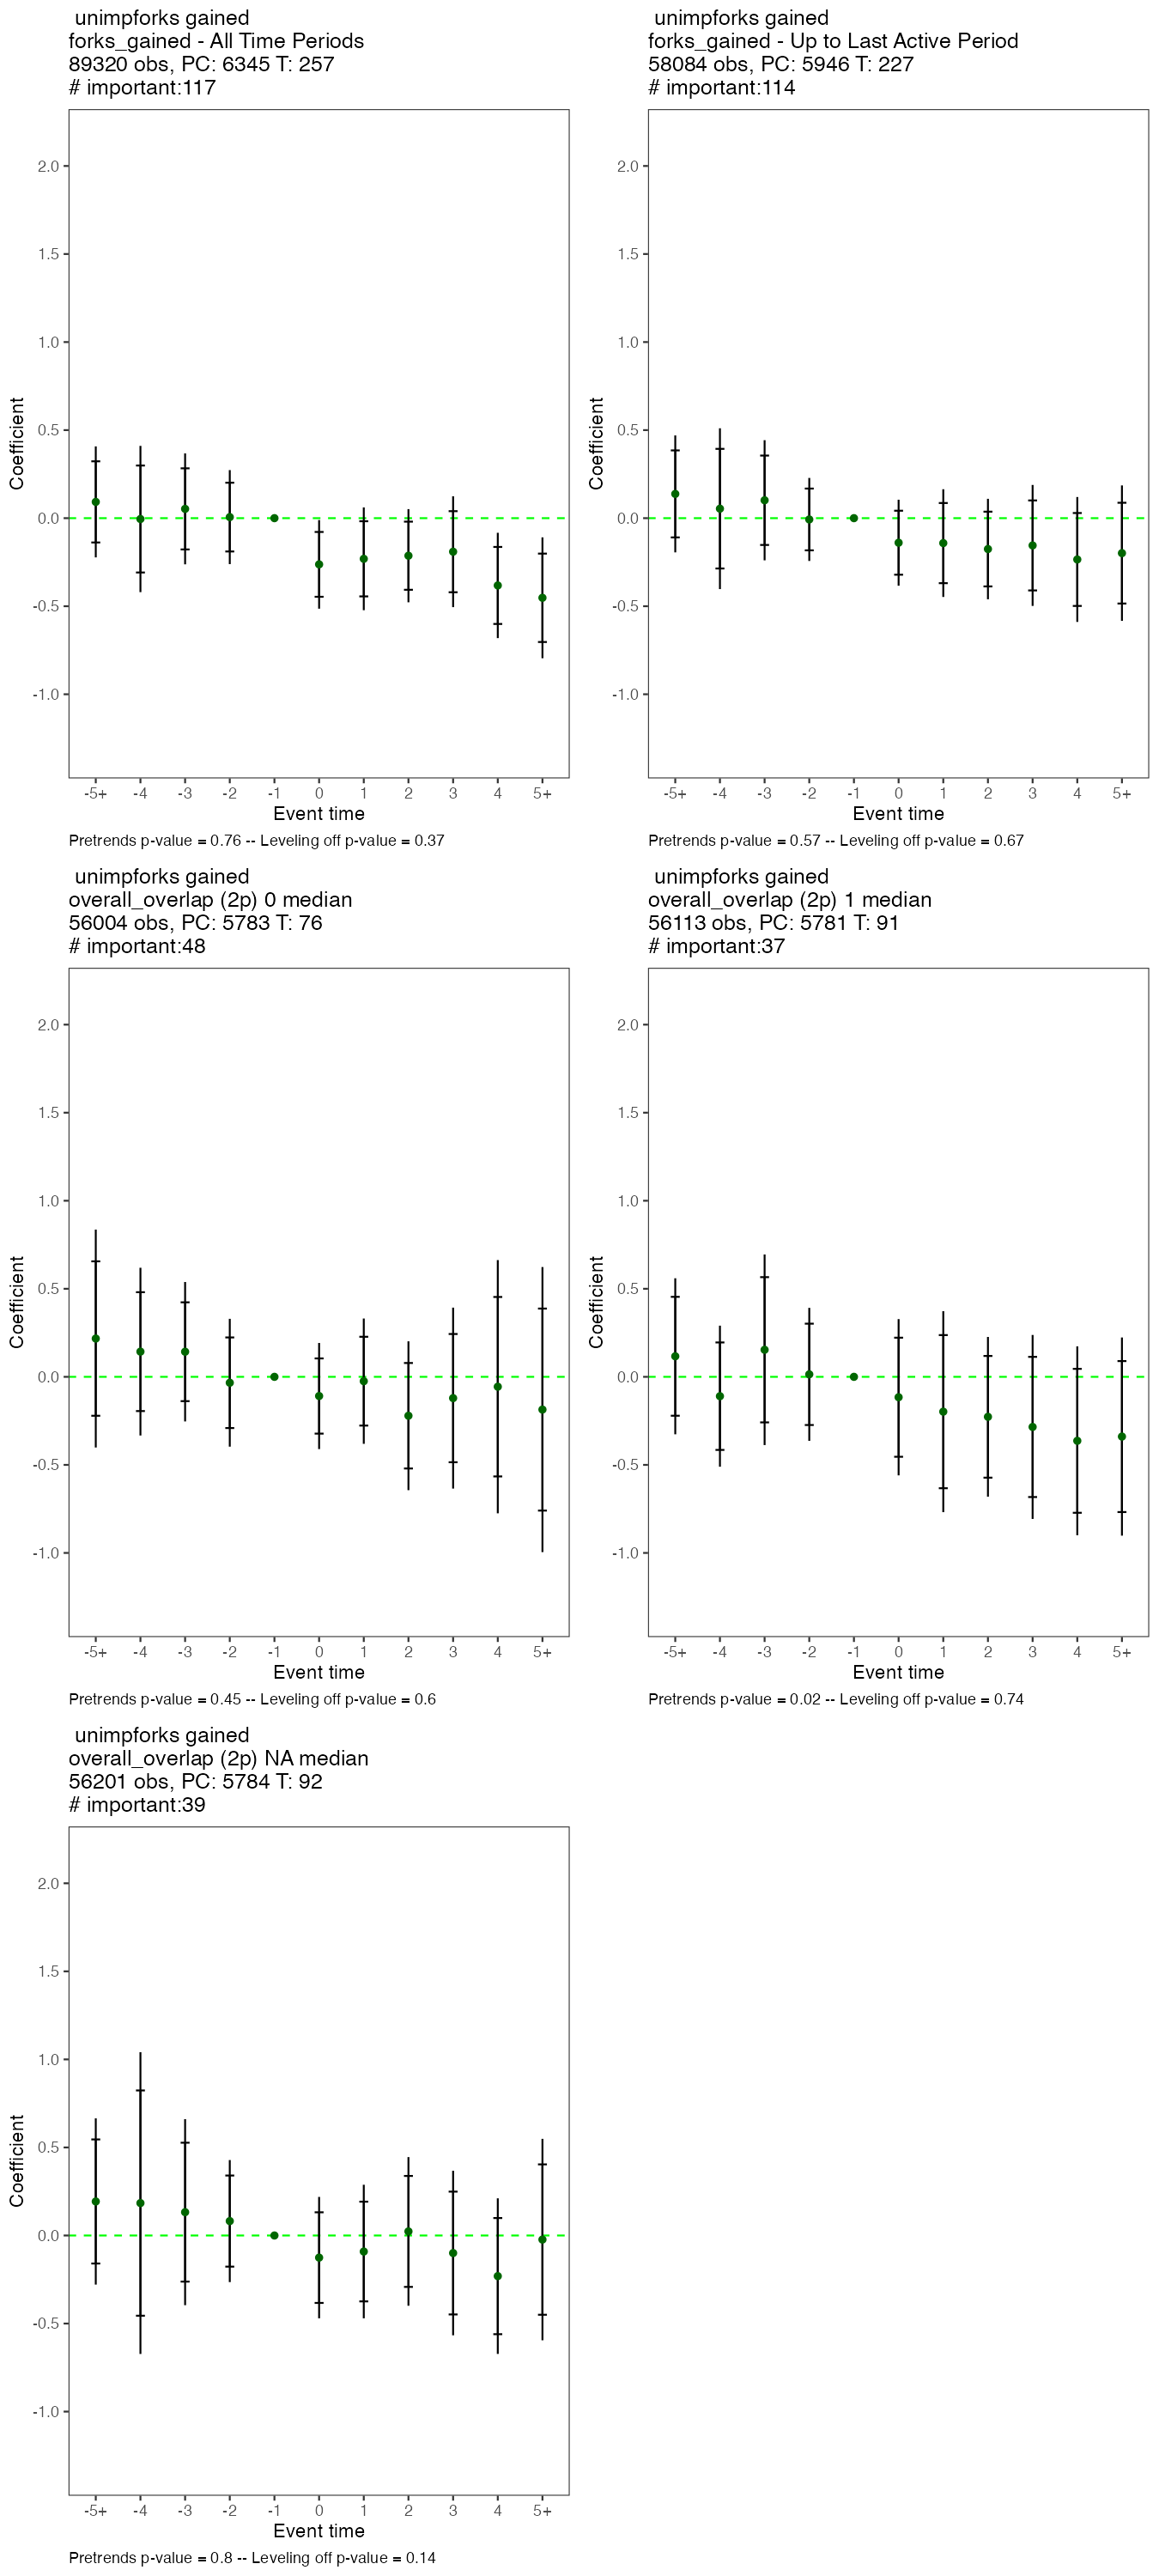 unimpforks gained
forks_gained - All Time Periods
89320 obs, PC: 6345 T: 257
# important:117
2.0
1.5
1.0
0.5
0.0
-0.5
-1.0
Coefficient
-5+ -4 -3 -2 -1 0 1 2 3 4 5+
Event time
Pretrends p-value = 0.76 -- Leveling off p-value = 0.37
unimpforks gained
forks_gained - Up to Last Active Period
58084 obs, PC: 5946 T: 227
# important:114
2.0
1.5
1.0
0.5
0.0
-0.5
-1.0
Coefficient
-5+ -4 -3 -2 -1 0 1 2 3 4 5+
Event time
Pretrends p-value = 0.57 -- Leveling off p-value = 0.67
unimpforks gained
overall_overlap (2p) 0 median
56004 obs, PC: 5783 T: 76
# important:48
2.0
1.5
1.0
0.5
0.0
-0.5
-1.0
Coefficient
-5+ -4 -3 -2 -1 0 1 2 3 4 5+
Event time
Pretrends p-value = 0.45 -- Leveling off p-value = 0.6
unimpforks gained
overall_overlap (2p) 1 median
56113 obs, PC: 5781 T: 91
# important:37
2.0
1.5
1.0
0.5
0.0
-0.5
-1.0
Coefficient
-5+ -4 -3 -2 -1 0 1 2 3 4 5+
Event time
Pretrends p-value = 0.02 -- Leveling off p-value = 0.74
unimpforks gained
overall_overlap (2p) NA median
56201 obs, PC: 5784 T: 92
# important:39
2.0
1.5
1.0
0.5
0.0
-0.5
-1.0
Coefficient
-5+ -4 -3 -2 -1 0 1 2 3 4 5+
Event time
Pretrends p-value = 0.8 -- Leveling off p-value = 0.14